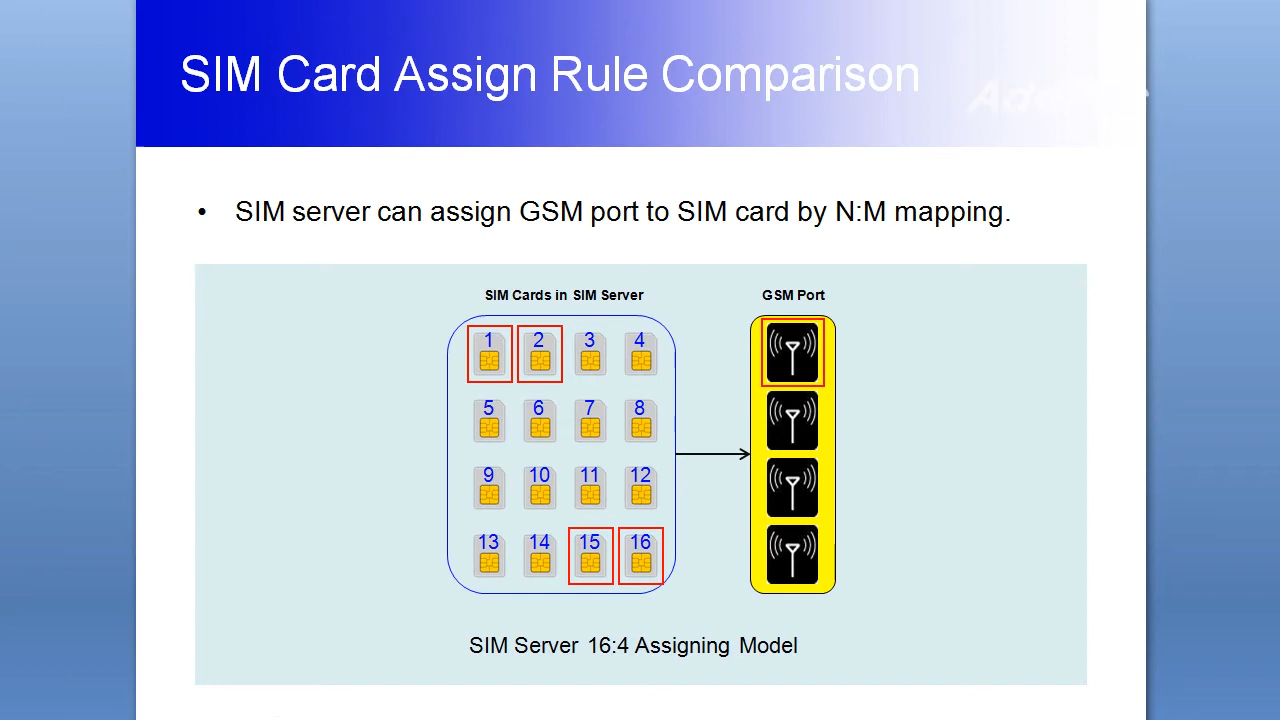 SIM Card Assign Rule Comparison
• SIM server can assign GSM port to SIM card by N:M mapping.
SIM Cards in SIM Server
GSM Port
1 2 3 4
5 6 7 8
9 10 11 12
13 14 15 16
SIM Server 16:4 Assigning Model